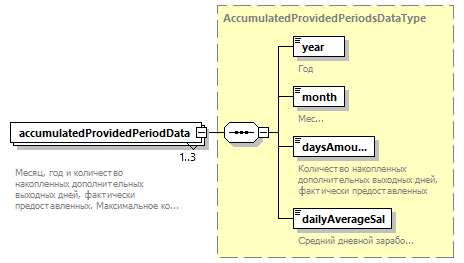 AccumulatedProvidedPeriodsDataType
year
Год
month
Мес...
accumulatedProvidedPeriodData
1..3
Месяц, год и количество
накопленных дополнительных
выходных дней, фактически
предоставленных. Максимальное ко...
daysAmou...
Количество накопленных
дополнительных выходных дней,
фактически предоставленных
dailyAverageSal
Средний дневной зарабо...